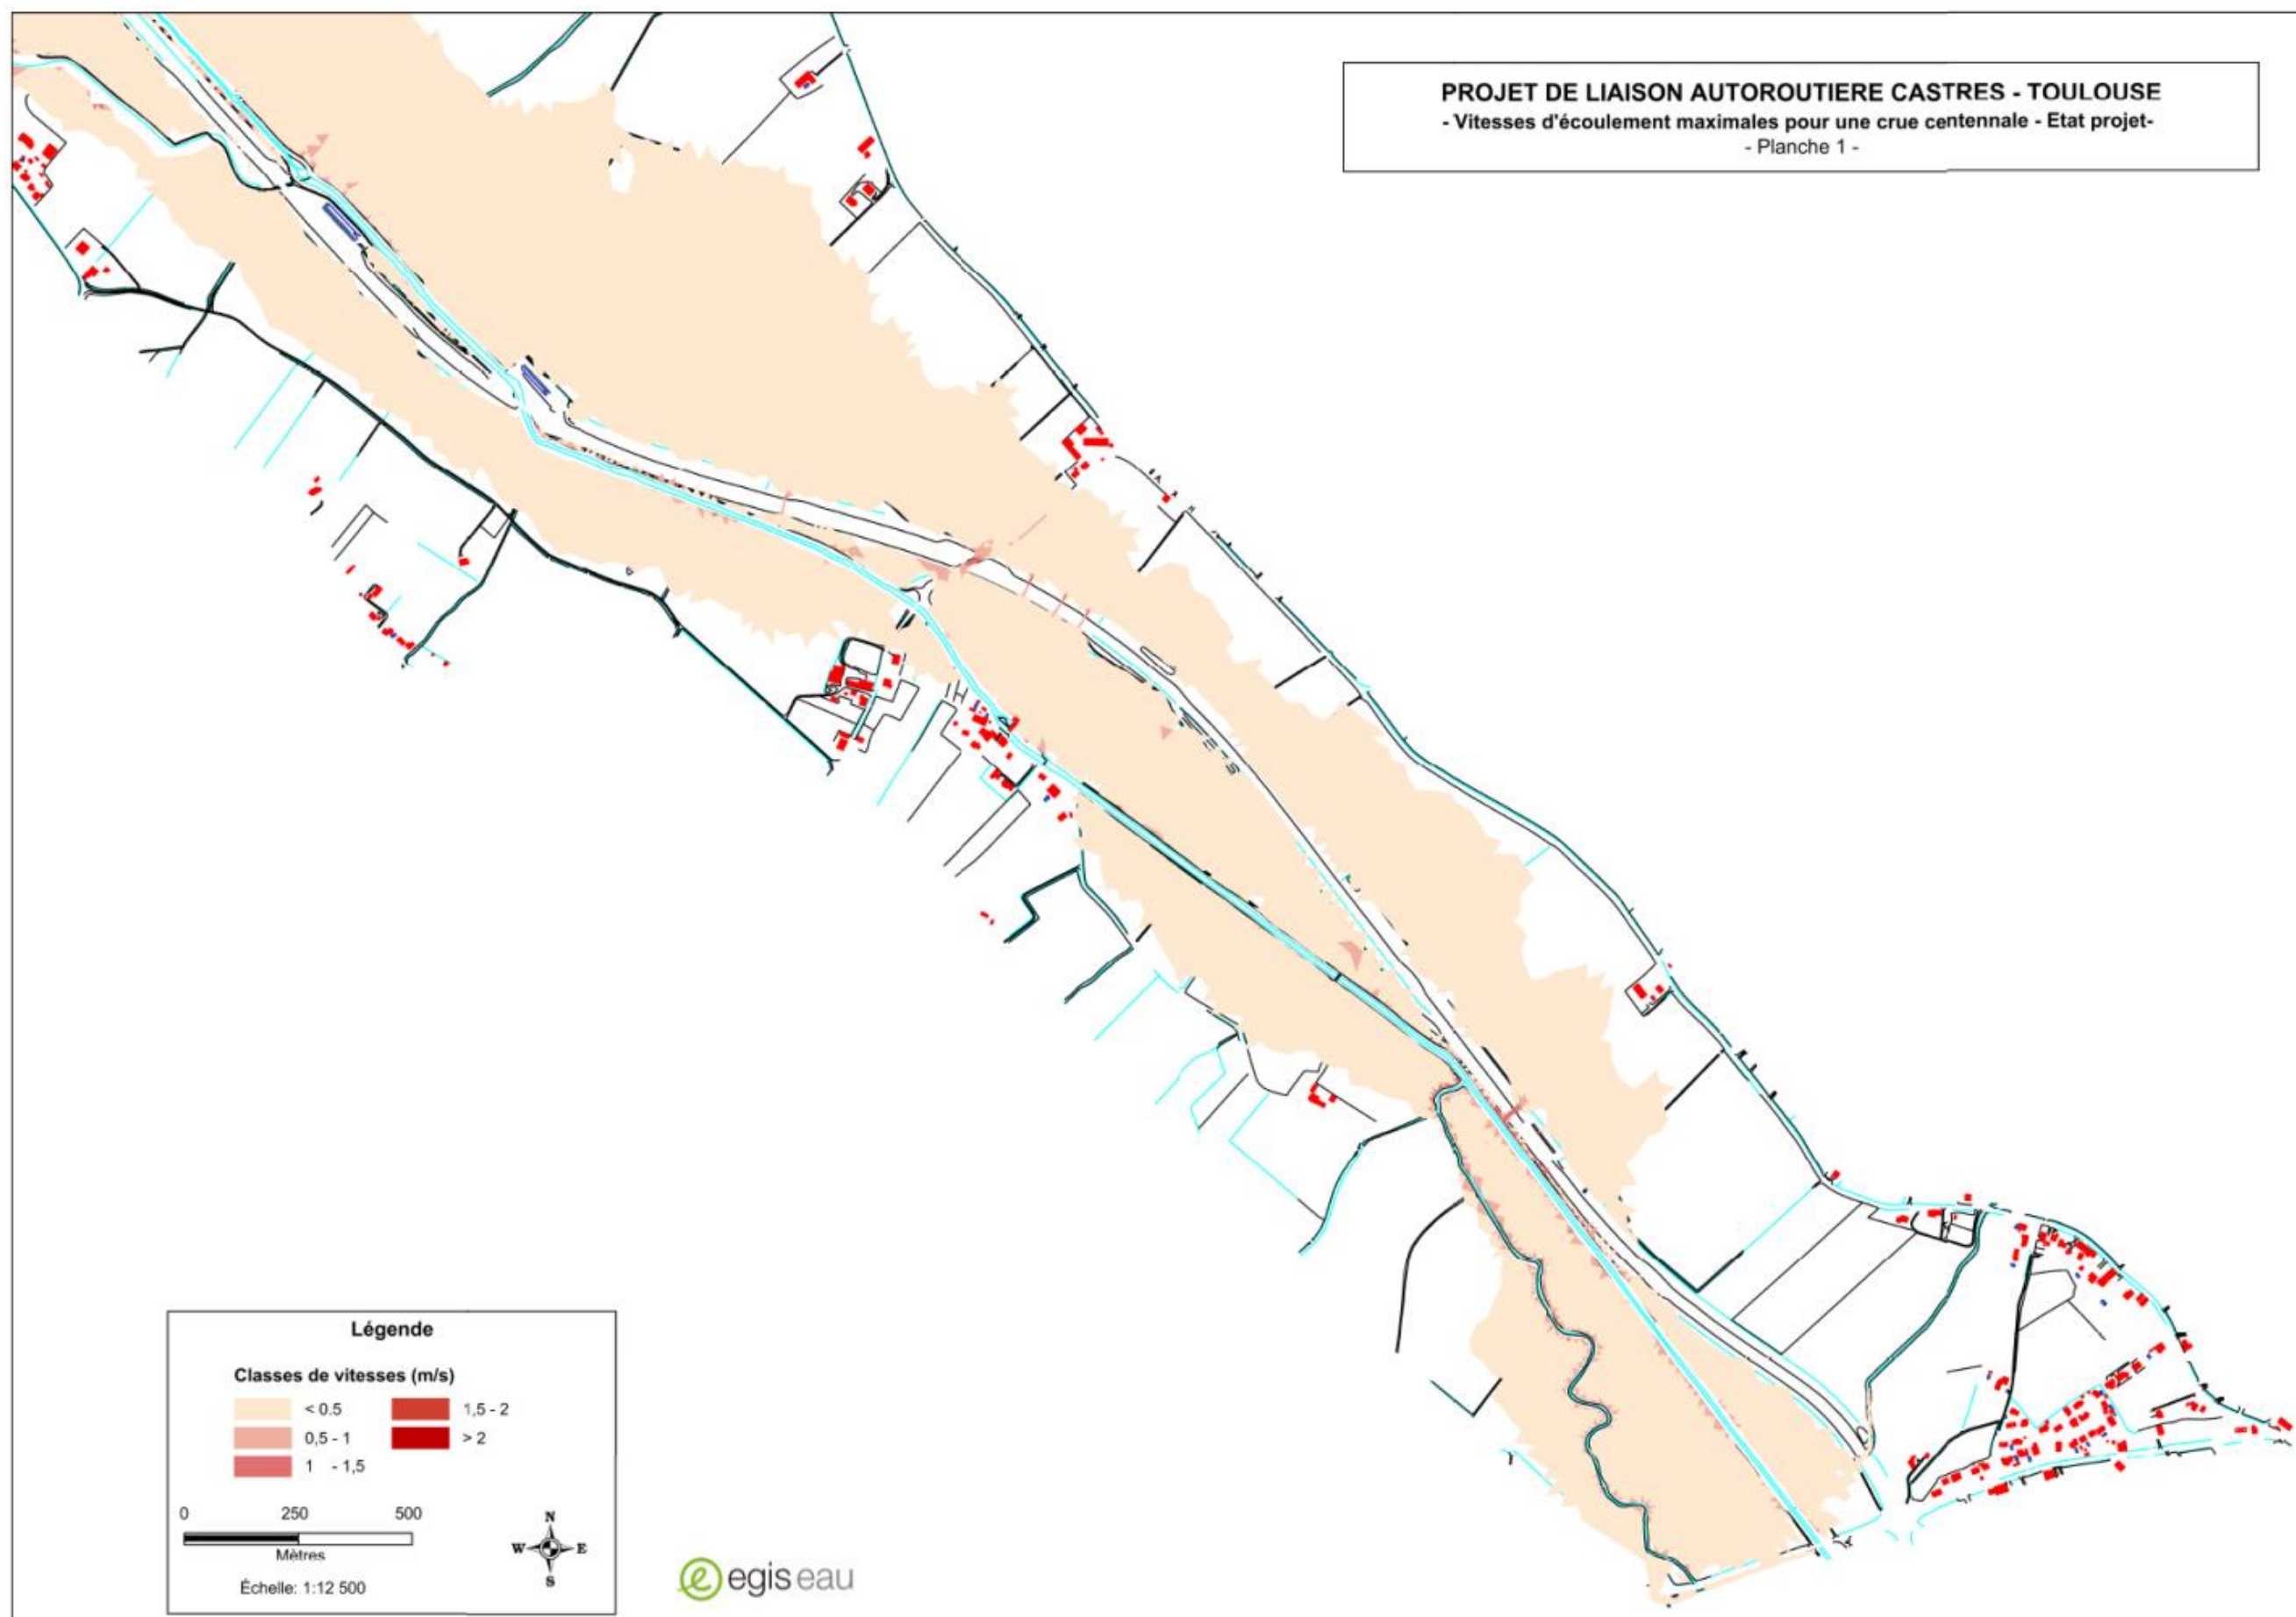 PROJET DE LIAISON AUTOROUTIERE CASTRES - TOULOUSE
- Vitesses d'écoulement maximales pour une crue centennale - Etat projet-
- Planche 1 -
Légende
Classes de vitesses (m/s)
< 0.5 1,5 - 2
0,5 - 1 > 2
1 - 1,5
0 250 500
Mètres
Échelle: 1:12 500
N
W E
S
egis eau